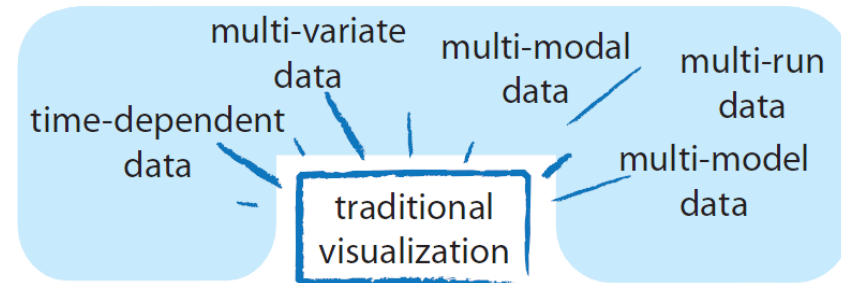 multi-variate
data
multi-modal
data
multi-run
data
time-dependent
data
multi-model
data
traditional
visualization